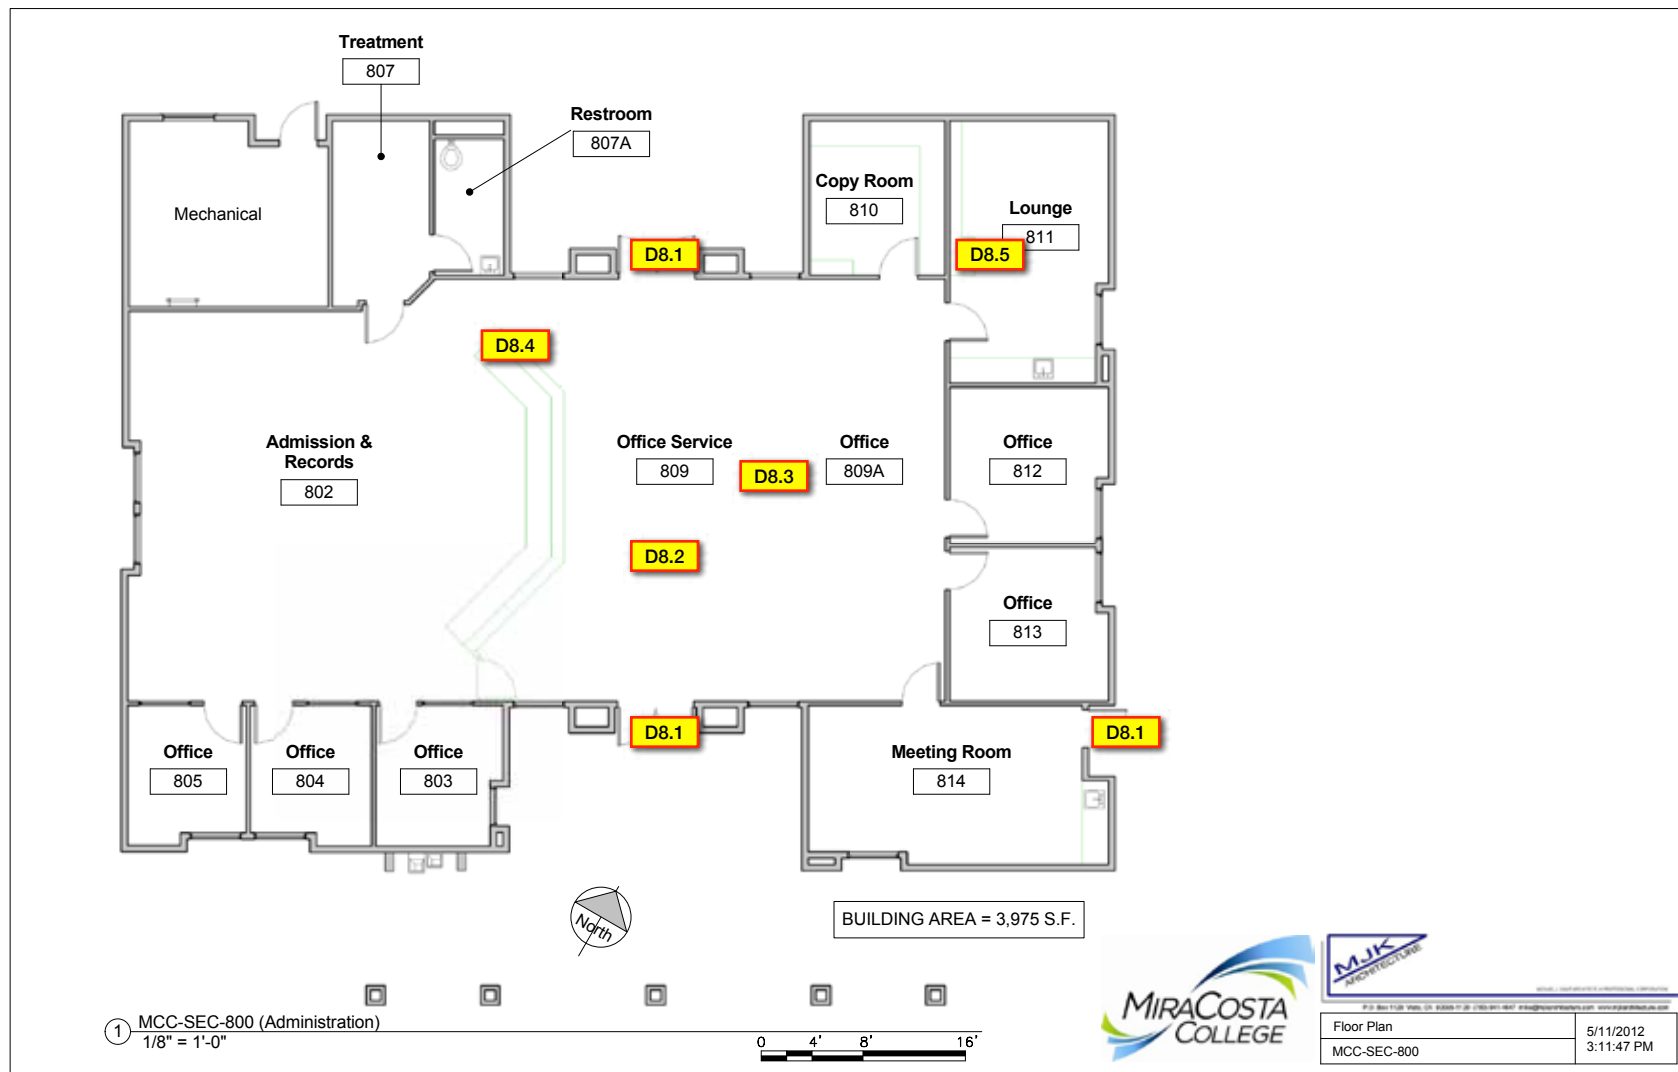 Treatment
807
Restroom
807A
Mechanical
Copy Room
810
Lounge
811
D8.1
D8.5
D8.4
Admission &
Records
802
Office Service
809
D8.3
Office
809A
Office
812
D8.2
Office
813
Office
805
Office
804
Office
803
D8.1
Meeting Room
814
D8.1
North
BUILDING AREA = 3,975 S.F.
1
MCC-SEC-800 (Administration)
1/8" = 1'-0"
0 4' 8' 16'
MIRACOSTA
COLLEGE
MJK
ARCHITECTURE
Floor Plan
MCC-SEC-800
5/11/2012
3:11:47 PM